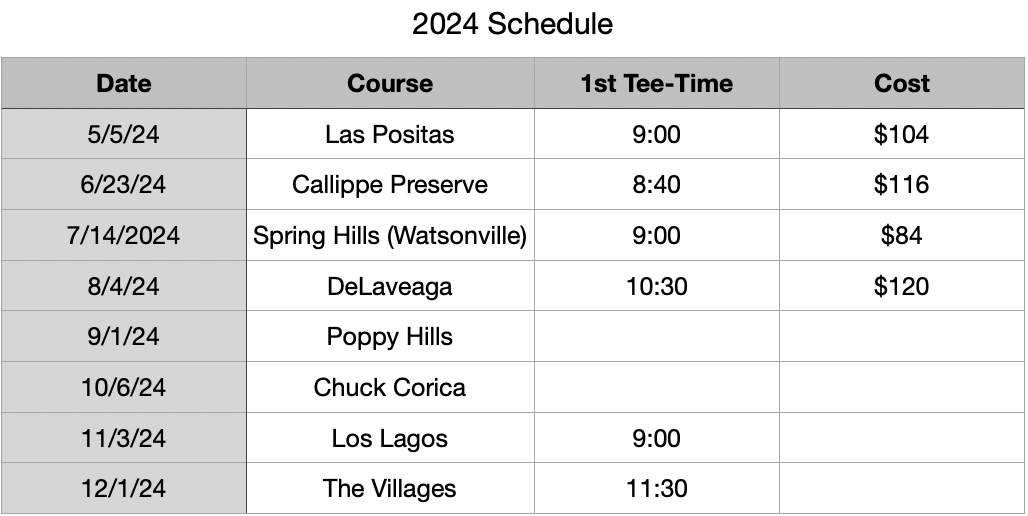 2024 Schedule
Date Course 1st Tee-Time Cost
5/5/24 Las Positas 9:00 $104
6/23/24 Callippe Preserve 8:40 $116
7/14/2024 Spring Hills (Watsonville) 9:00 $84
8/4/24 DeLaveaga 10:30 $120
9/1/24 Poppy Hills
10/6/24 Chuck Corica
11/3/24 Los Lagos 9:00
12/1/24 The Villages 11:30